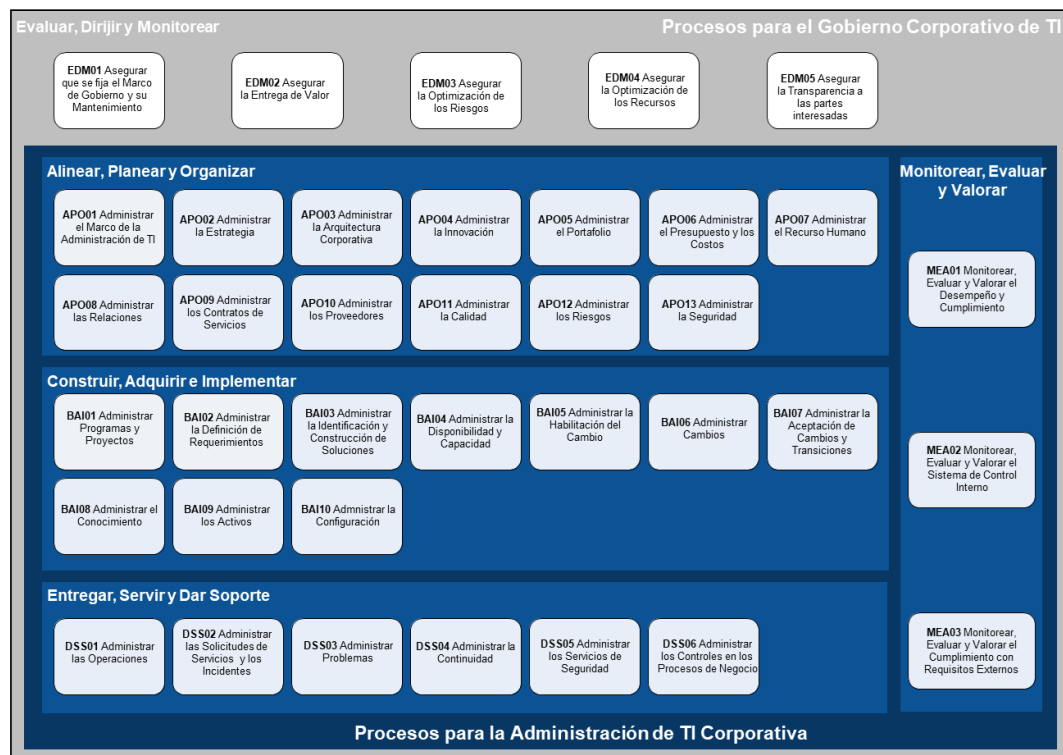 Evaluar, Dirijir y Monitorear
Procesos para el Gobierno Corporativo de TI
EDM01 Asegurar
que se fija el Marco
de Gobierno y su
Mantenimiento
EDM02 Asegurar
la Entrega de Valor
EDM03 Asegurar
la Optimización de
los Riesgos
EDM04 Asegurar
la Optimización de
los Recursos
EDM05 Asegurar
la Transparencia a
las partes
interesadas
Alinear, Planear y Organizar
APO01 Administrar
el Marco de la
Administración de TI
APO02 Administrar
la Estrategia
APO03 Administrar
la Arquitectura
Corporativa
APO04 Administrar
la Innovación
APO05 Administrar
el Portafolio
APO06 Administrar
el Presupuesto y los
Costos
APO07 Administrar
el Recurso Humano
APO08 Administrar
las Relaciones
APO09 Administrar
los Contratos de
Servicios
APO10 Administrar
los Proveedores
APO11 Administrar
la Calidad
APO12 Administrar
los Riesgos
APO13 Administrar
la Seguridad
Construir, Adquirir e Implementar
BAI01 Administrar
Programas y
Proyectos
BAI02 Administrar
la Definición de
Requerimientos
BAI03 Administrar
la Identificación y
Construcción de
Soluciones
BAI04 Administrar la
Disponibilidad y
Capacidad
BAI05 Administrar la
Habilitación del
Cambio
BAI06 Administrar
Cambios
BAI07 Administrar la
Aceptación de
Cambios y
Transiciones
BAI08 Administrar el
Conocimiento
BAI09 Administrar
los Activos
BAI10 Admnistrar la
Configuración
Entregar, Servir y Dar Soporte
DSS01 Administrar
las Operaciones
DSS02 Administrar
las Solicitudes de
Servicios y los
Incidentes
DSS03 Administrar
Problemas
DSS04 Administrar la
Continuidad
DSS05 Administrar
los Servicios de
Seguridad
DSS06 Administrar
los Controles en los
Procesos de Negocio
Monitorear, Evaluar
y Valorar
MEA01 Monitorear,
Evaluar y Valorar el
Desempeño y
Cumplimiento
MEA02 Monitorear,
Evaluar y Valorar el
Sistema de Control
Interno
MEA03 Monitorear,
Evaluar y Valorar el
Cumplimiento con
Requisitos Externos
Procesos para la Administración de TI Corporativa